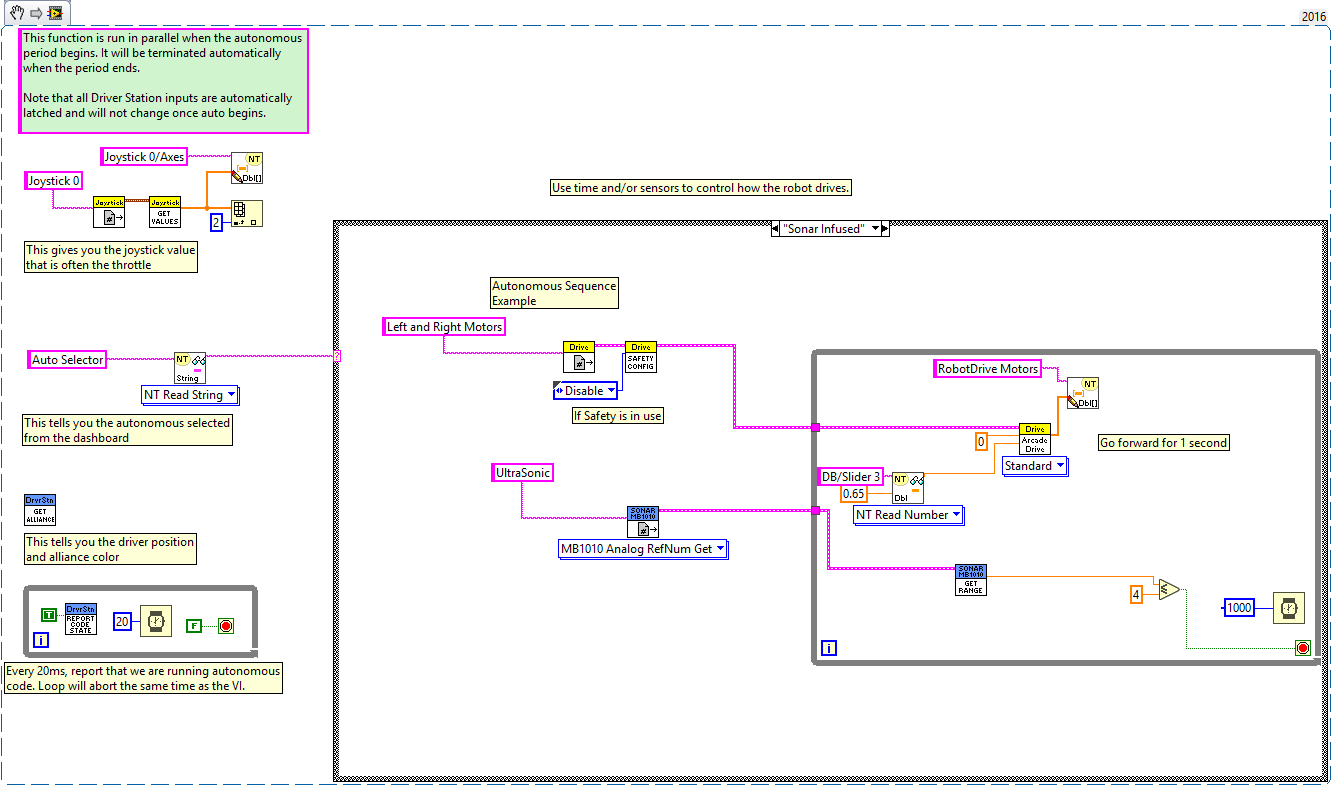 2016
This function is run in parallel when the autonomous
period begins. It will be terminated automatically
when the period ends.
Note that all Driver Station inputs are automatically
latched and will not change once auto begins.
Joystick 0/Axes
NT
Dbl[]
Joystick 0
Joystick
#
Joystick
GET
VALUES
2
This gives you the joystick value
that is often the throttle
Use time and/or sensors to control how the robot drives.
"Sonar Infused"
Autonomous Sequence
Example
Left and Right Motors
Drive
#
Drive
SAFETY
CONFIG
Disable
If Safety is in use
Auto Selector
NT
String
NT Read String
?
This tells you the autonomous selected
from the dashboard
RobotDrive Motors
NT
Dbl[]
0
Drive
Arcade
Drive
Standard
Go forward for 1 second
DB/Slider 3
0.65
NT
Dbl
NT Read Number
UltraSonic
SONAR
MB1010
#
MB1010 Analog RefNum Get
SONAR
MB1010
GET
RANGE
4
≤
1000
i
DrvrStn
GET
ALLIANCE
This tells you the driver position
and alliance color
T
DrvrStn
REPORT
CODE
STATE
20
F
i
Every 20ms, report that we are running autonomous
code. Loop will abort the same time as the VI.